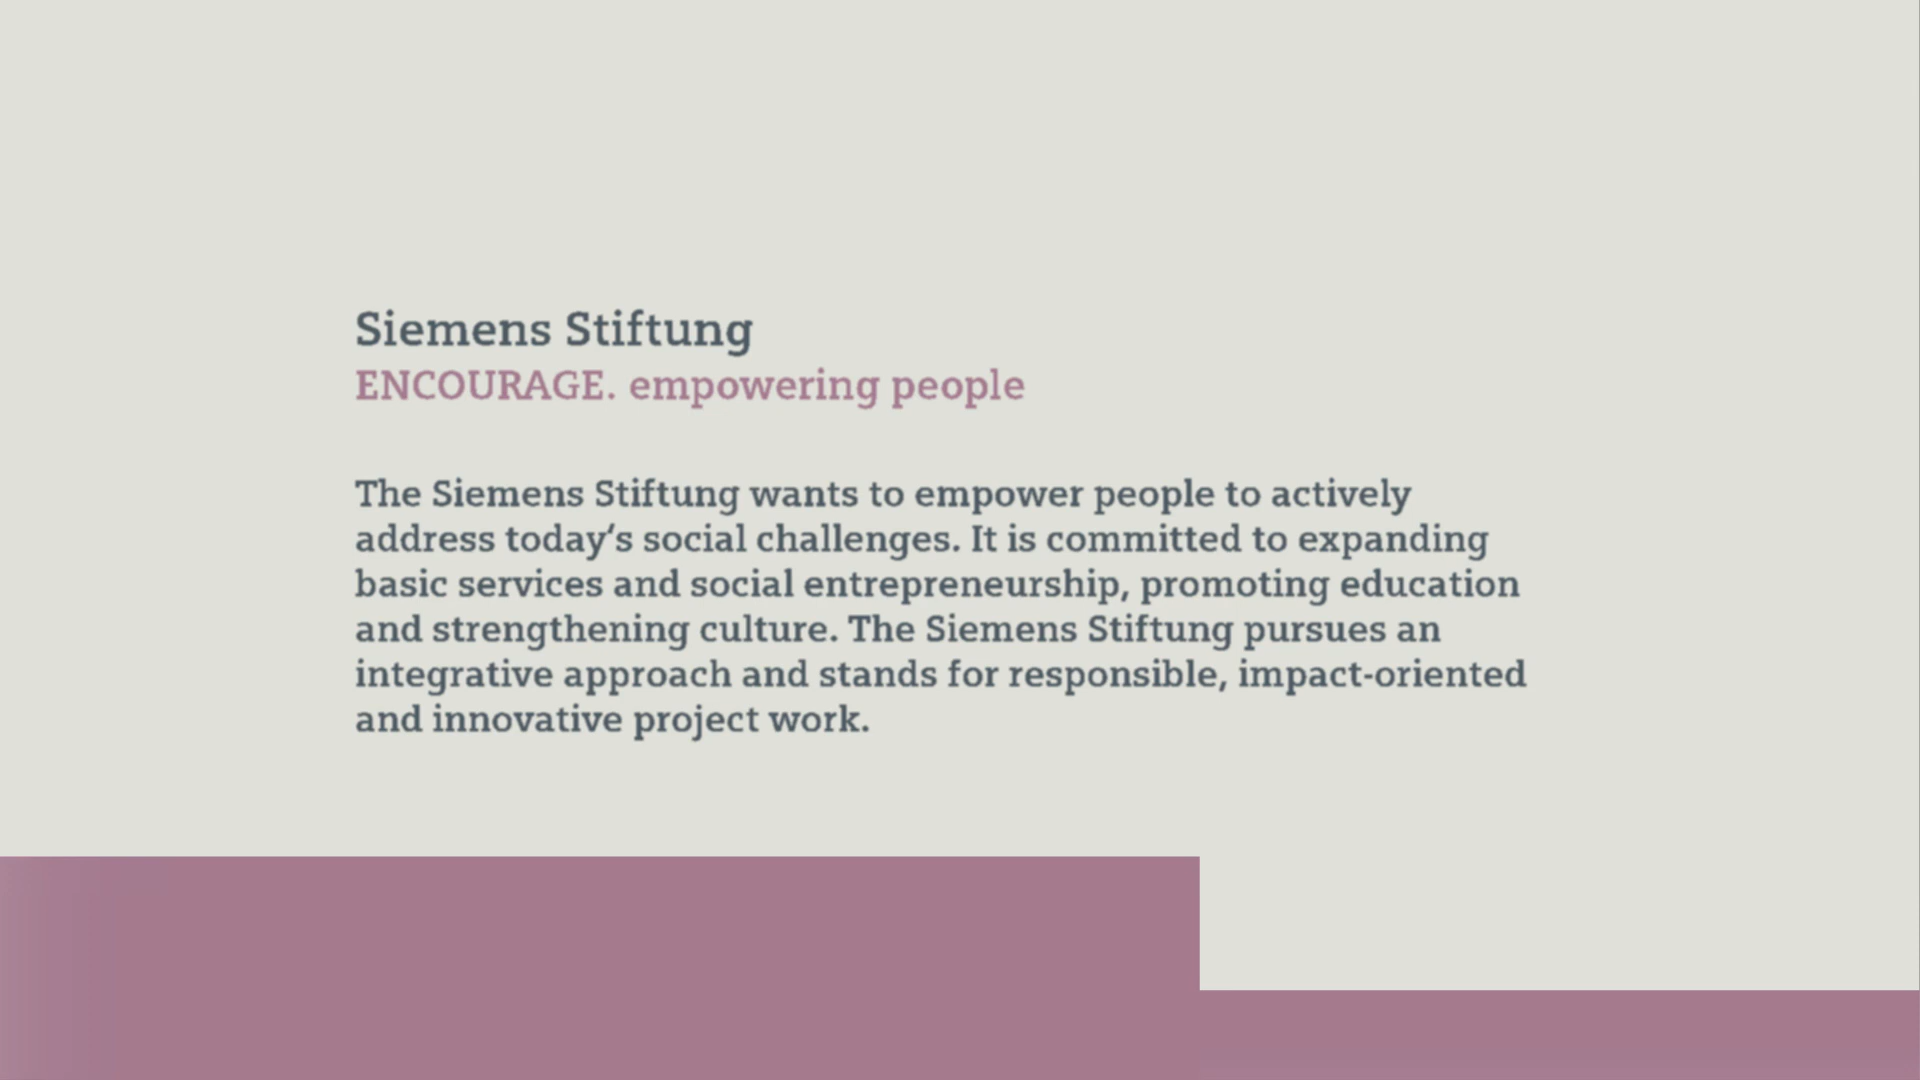 Siemens Stiftung
ENCOURAGE. empowering people
The Siemens Stiftung wants to empower people to actively
address today‘s social challenges. It is committed to expanding
basic services and social entrepreneurship, promoting education
and strengthening culture. The Siemens Stiftung pursues an
integrative approach and stands for responsible, impact-oriented
and innovative project work.